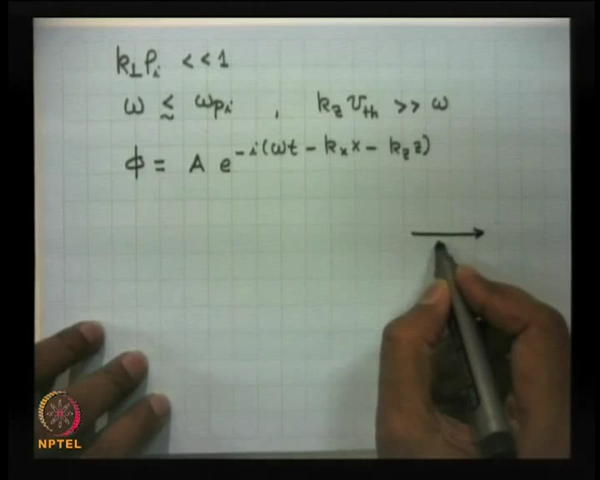 k⊥ρᵢ << 1
ω ≲ ωpi , kz vth >> ω
ϕ = A e^-i(ωt - kx x - kz z)
NPTEL